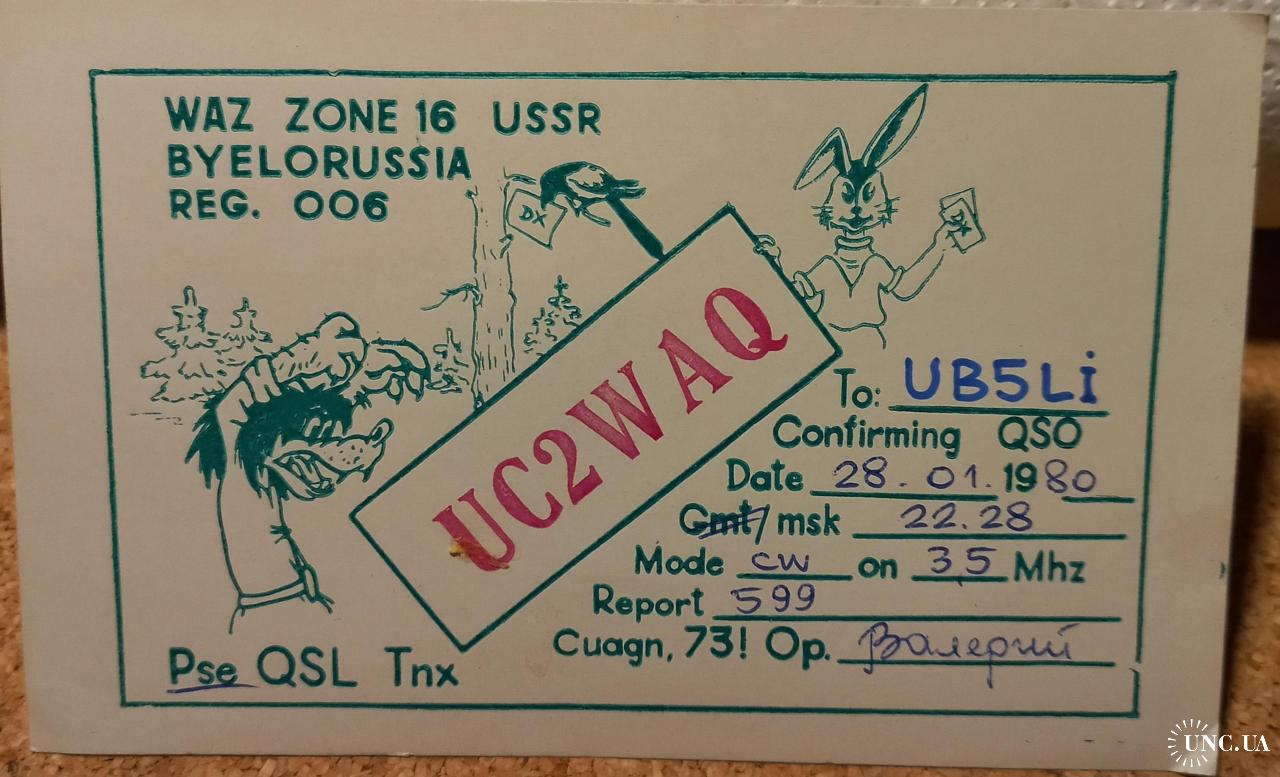 WAZ ZONE 16 USSR
BYELORUSSIA
REG. 006
DX
DX
UC2WAQ
To: UB5Li
Confirming QSO
Date 28.01.1980
Gmt/msk 22.28
Mode cw on 3,5 Mhz
Report 599
Cuagn, 73! Op. Валерий
Pse QSL Tnx
UNC.UA